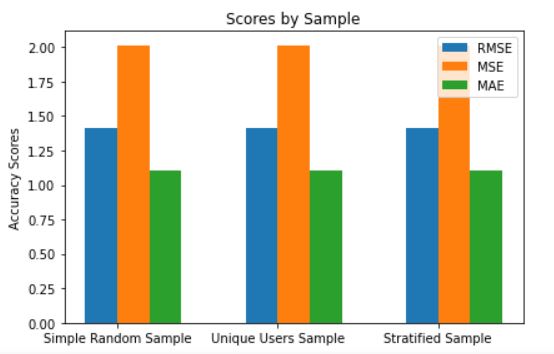 Scores by Sample
RMSE
MSE
MAE
Accuracy Scores
2.00
1.75
1.50
1.25
1.00
0.75
0.50
0.25
0.00
Simple Random Sample Unique Users Sample Stratified Sample